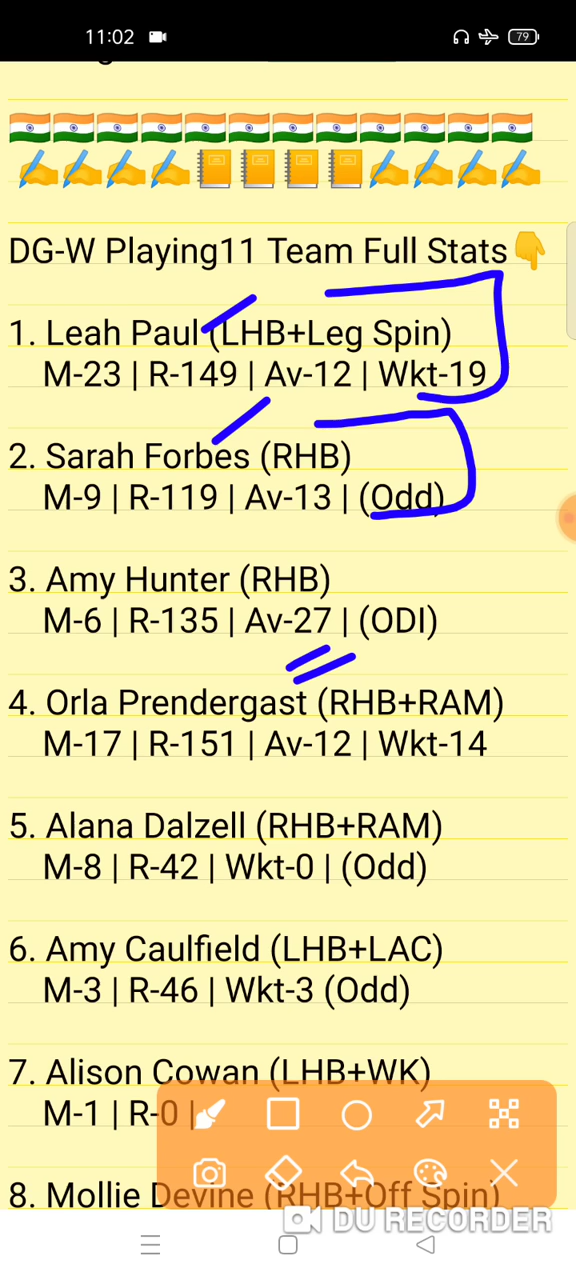 11:02
79
DG-W Playing11 Team Full Stats
1. Leah Paul (LHB+Leg Spin)
M-23 | R-149 | Av-12 | Wkt-19
2. Sarah Forbes (RHB)
M-9 | R-119 | Av-13 | (Odd)
3. Amy Hunter (RHB)
M-6 | R-135 | Av-27 | (ODI)
4. Orla Prendergast (RHB+RAM)
M-17 | R-151 | Av-12 | Wkt-14
5. Alana Dalzell (RHB+RAM)
M-8 | R-42 | Wkt-0 | (Odd)
6. Amy Caulfield (LHB+LAC)
M-3 | R-46 | Wkt-3 (Odd)
7. Alison Cowan (LHB+WK)
M-1 | R-0 |
8. Mollie Devine (RHB+Off Spin)
DU RECORDER